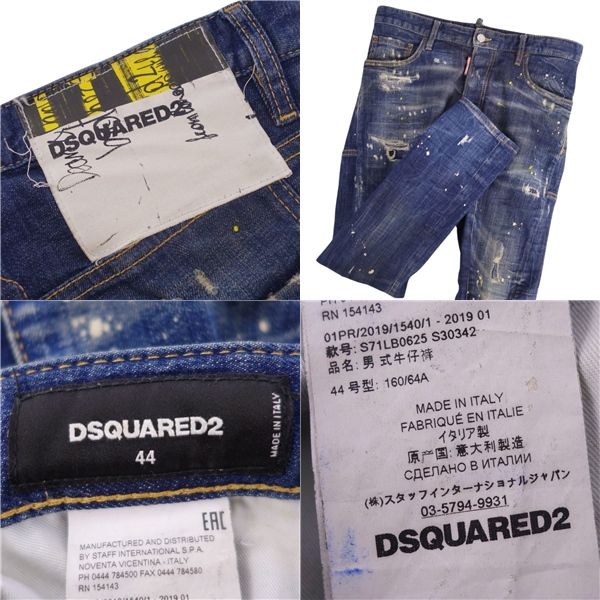 DSQUARED2
DSQUARED2
44
MADE IN ITALY
EAC
MANUFACTURED AND DISTRIBUTED
BY STAFF INTERNATIONAL S.P.A.
NOVENTA VICENTINA - ITALY
PH 0444 784500 FAX 0444 784580
RN 154143
RN 154143
01PR/2019/1540/1 - 2019 01
款号: S71LB0625 S30342
品名: 男式牛仔裤
44 号型: 160/64A
MADE IN ITALY
FABRIQUÉ EN ITALIE
イタリア製
原产国: 意大利製造
СДЕЛАНО В ИТАЛИИ
(株)スタッフインターナショナルジャパン
03-5794-9931
DSQUARED2